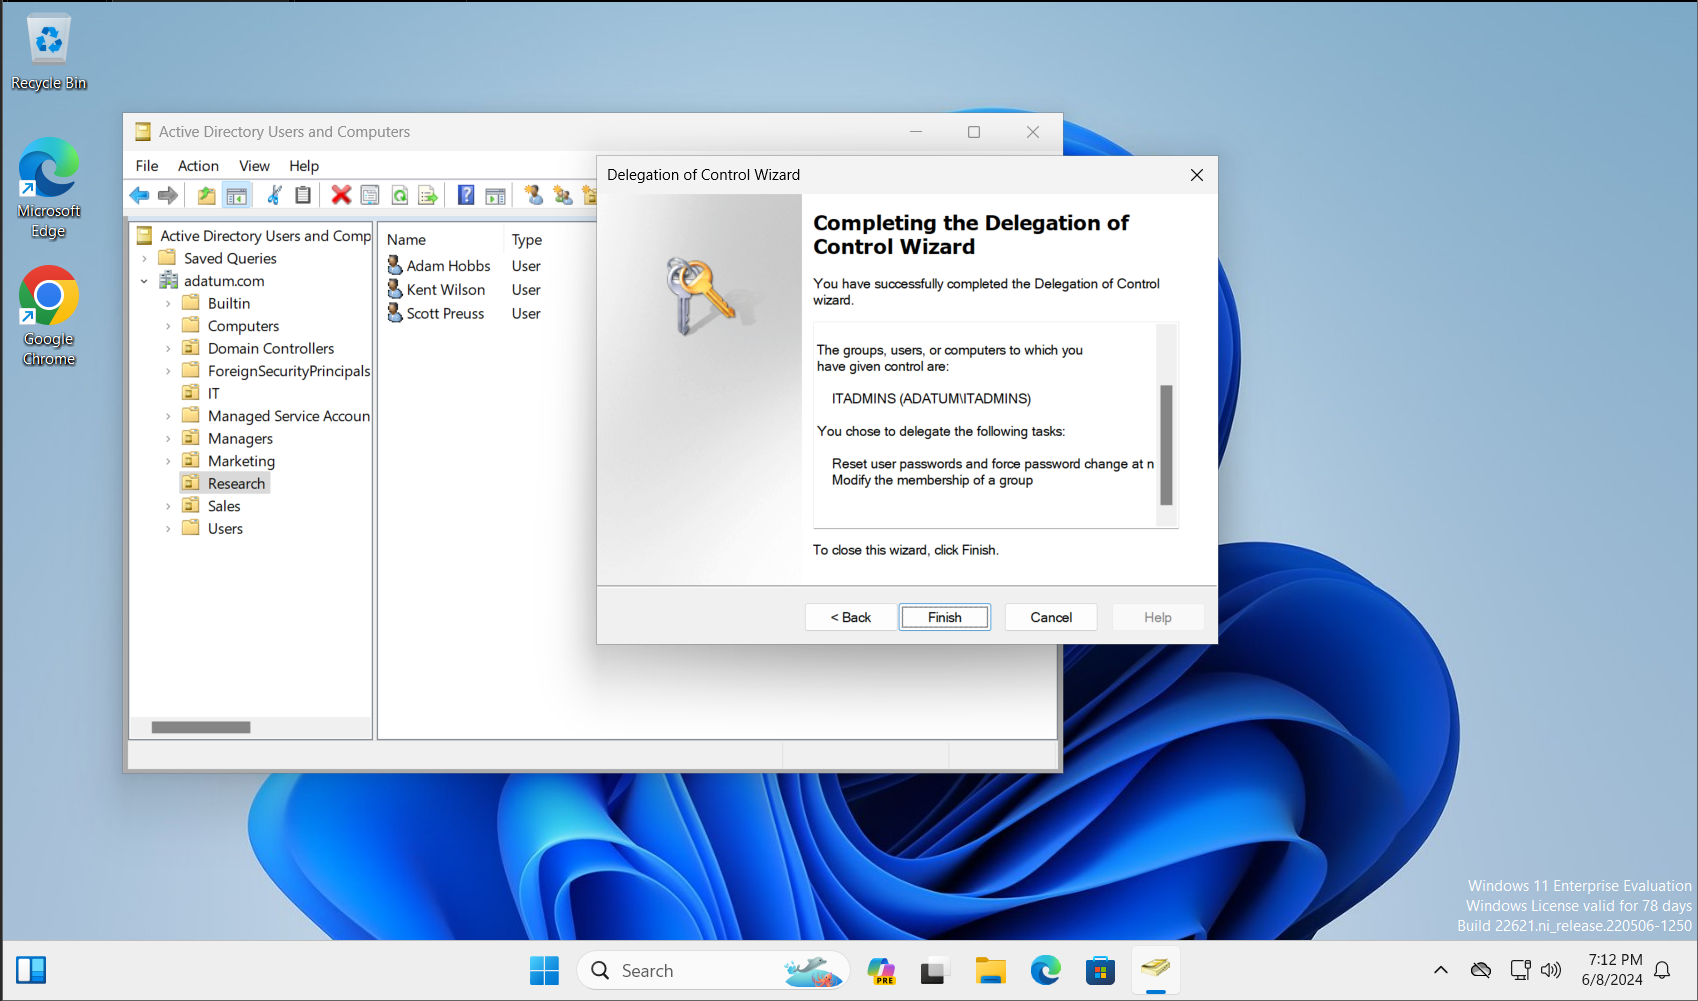 Recycle Bin
Microsoft
Edge
Google
Chrome
Active Directory Users and Computers
File Action View Help
Active Directory Users and Comp
Saved Queries
adatum.com
Builtin
Computers
Domain Controllers
ForeignSecurityPrincipals
IT
Managed Service Accoun
Managers
Marketing
Research
Sales
Users
Name Type
Adam Hobbs User
Kent Wilson User
Scott Preuss User
Delegation of Control Wizard
Completing the Delegation of
Control Wizard
You have successfully completed the Delegation of Control
wizard.
The groups, users, or computers to which you
have given control are:
ITADMINS (ADATUM\ITADMINS)
You chose to delegate the following tasks:
Reset user passwords and force password change at n
Modify the membership of a group
To close this wizard, click Finish.
< Back Finish Cancel Help
Windows 11 Enterprise Evaluation
Windows License valid for 78 days
Build 22621.ni_release.220506-1250
Search
PRE
7:12 PM
6/8/2024